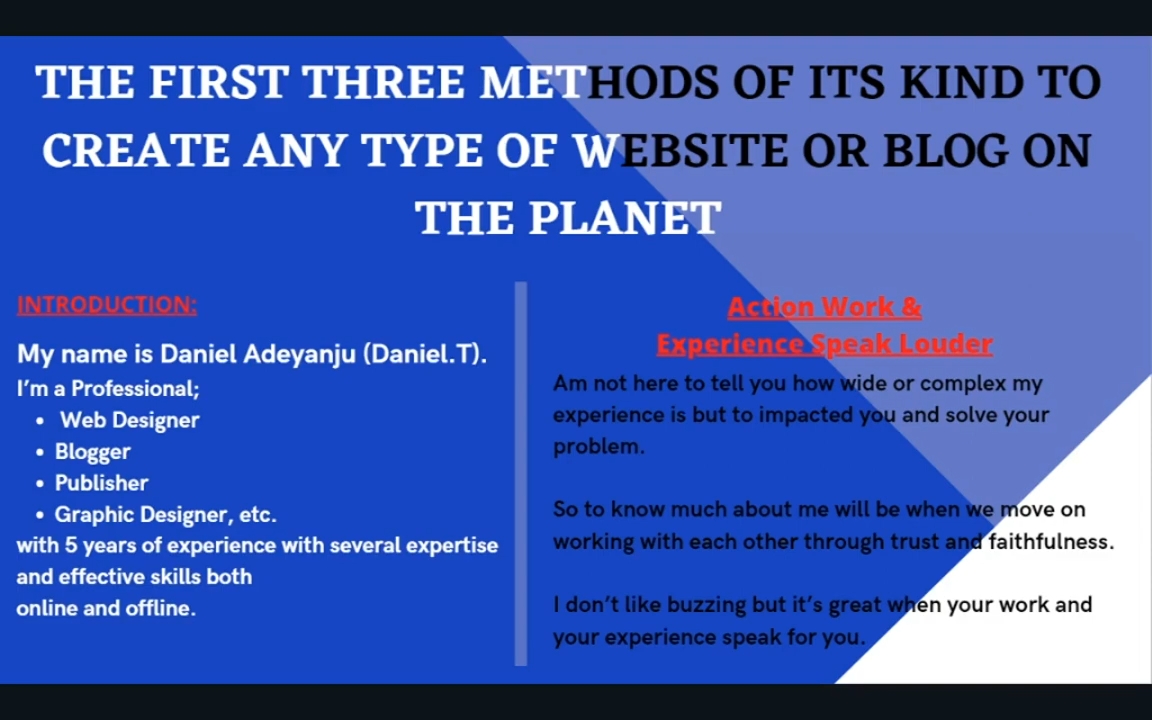 THE FIRST THREE METHODS OF ITS KIND TO
CREATE ANY TYPE OF WEBSITE OR BLOG ON
THE PLANET
INTRODUCTION:
My name is Daniel Adeyanju (Daniel.T).
I'm a Professional;
• Web Designer
• Blogger
• Publisher
• Graphic Designer, etc.
with 5 years of experience with several expertise
and effective skills both
online and offline.
Action Work &
Experience Speak Louder
Am not here to tell you how wide or complex my
experience is but to impacted you and solve your
problem.
So to know much about me will be when we move on
working with each other through trust and faithfulness.
I don't like buzzing but it's great when your work and
your experience speak for you.